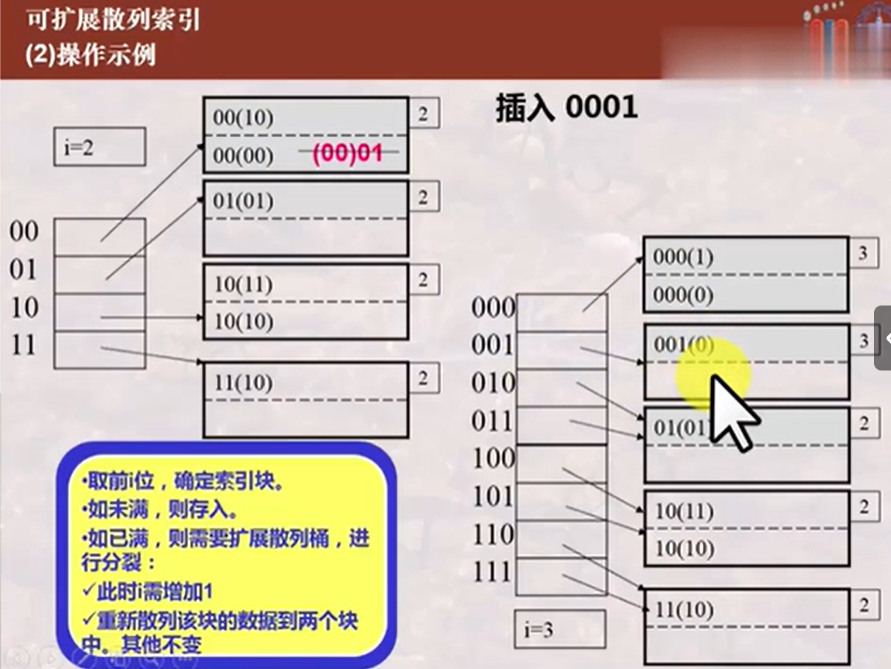 可扩展散列索引
(2)操作示例
插入 0001
i=2
00
01
10
11
00(10)
00(00) (00)01
2
01(01)
2
10(11)
10(10)
2
11(10)
2
•取前i位，确定索引块。
•如未满，则存入。
•如已满，则需要扩展散列桶，进
行分裂：
✓此时i需增加1
✓重新散列该块的数据到两个块
中。其他不变
000
001
010
011
100
101
110
111
i=3
000(1)
000(0)
3
001(0)
3
01(01
2
10(11)
10(10)
2
11(10)
2